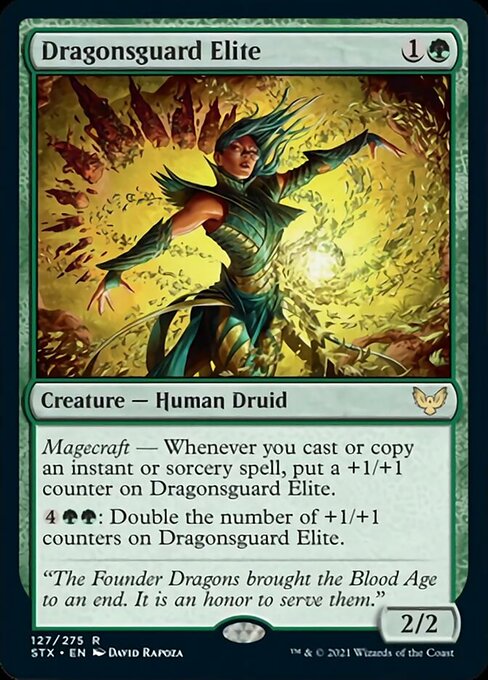 Dragonsguard Elite 1
Creature — Human Druid
Magecraft — Whenever you cast or copy
an instant or sorcery spell, put a +1/+1
counter on Dragonsguard Elite.
4: Double the number of +1/+1
counters on Dragonsguard Elite.
"The Founder Dragons brought the Blood Age
to an end. It is an honor to serve them."
2/2
127/275 R
STX • EN DAVID RAPOZA
™ & © 2021 Wizards of the Coast